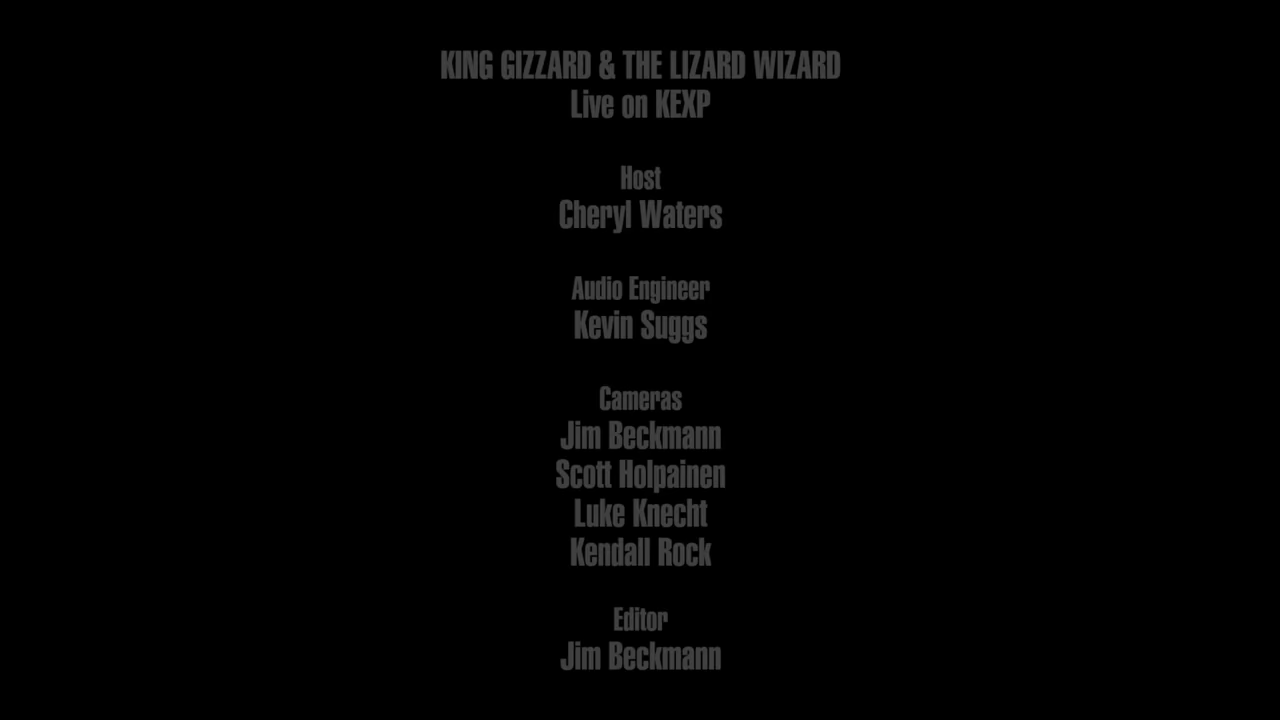 KING GIZZARD & THE LIZARD WIZARD
Live on KEXP
Host
Cheryl Waters
Audio Engineer
Kevin Suggs
Cameras
Jim Beckmann
Scott Holpainen
Luke Knecht
Kendall Rock
Editor
Jim Beckmann